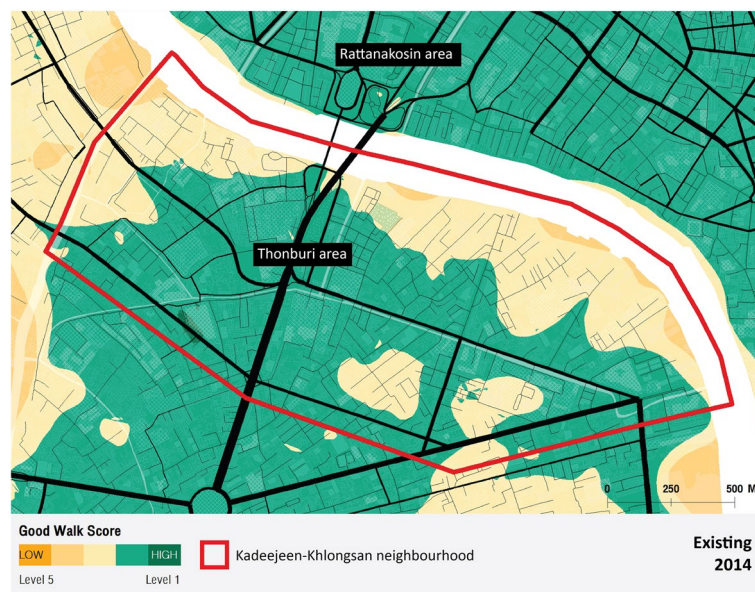 Rattanakosin area
Thonburi area
0 250 500 M
Good Walk Score
LOW HIGH
Level 5 Level 1
Kadeejeen-Khlongsan neighbourhood
Existing
2014